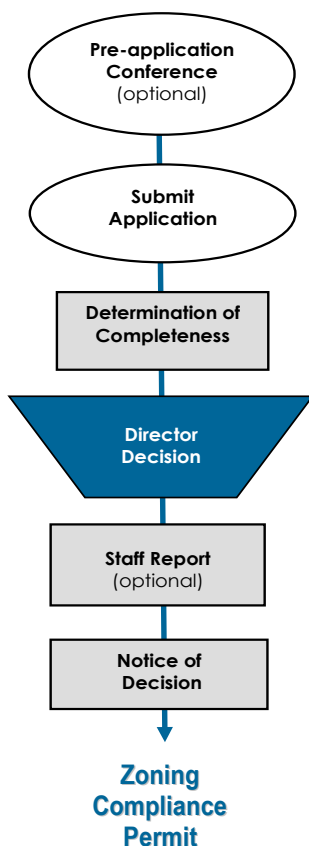 Pre-application
Conference
(optional)
Submit
Application
Determination of
Completeness
Director
Decision
Staff Report
(optional)
Notice of
Decision
Zoning
Compliance
Permit